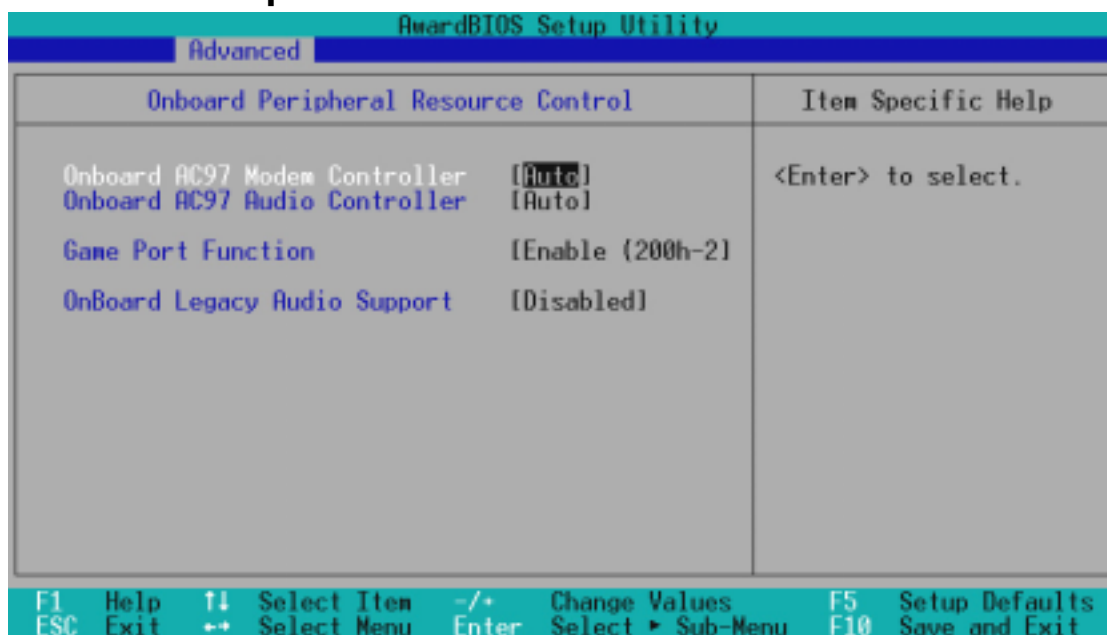 AwardBIOS Setup Utility
Advanced
Onboard Peripheral Resource Control
Item Specific Help
Onboard AC97 Modem Controller [Auto]
<Enter> to select.
Onboard AC97 Audio Controller [Auto]
Game Port Function [Enable (200h-2]
OnBoard Legacy Audio Support [Disabled]
F1 Help ↑↓ Select Item -/+ Change Values F5 Setup Defaults
ESC Exit ←→ Select Menu Enter Select ► Sub-Menu F10 Save and Exit